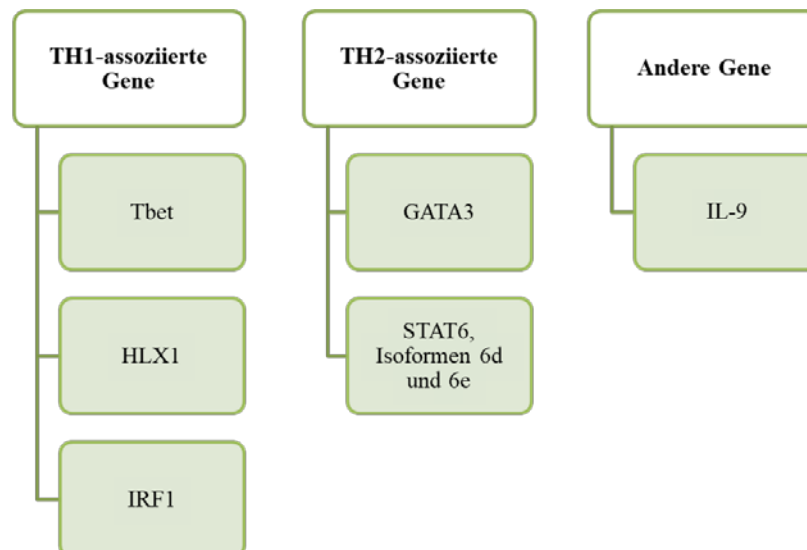 TH1-assoziierte
Gene
Tbet
HLX1
IRF1
TH2-assoziierte
Gene
GATA3
STAT6,
Isoformen 6d
und 6e
Andere Gene
IL-9